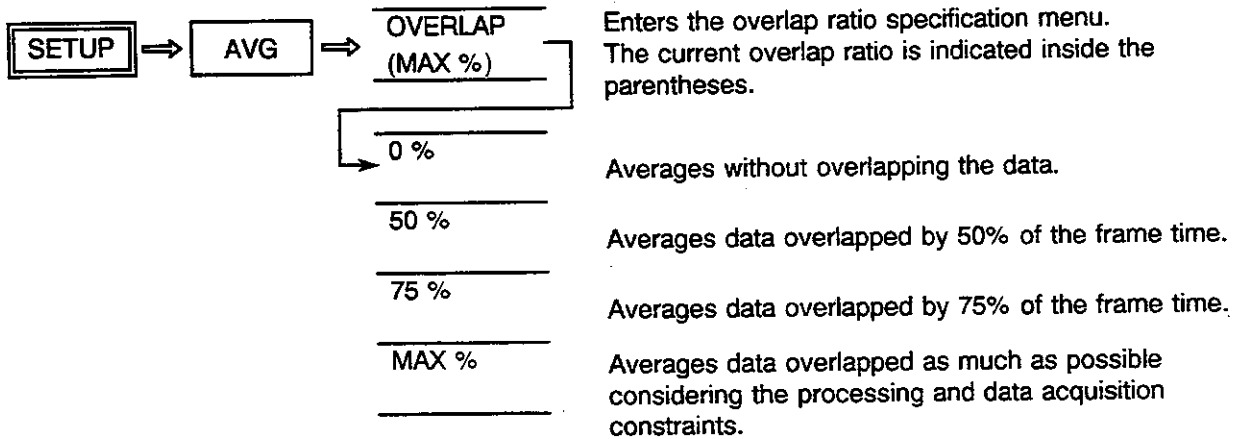 SETUP
AVG
OVERLAP
(MAX %)
Enters the overlap ratio specification menu.
The current overlap ratio is indicated inside the
parentheses.
0 %
Averages without overlapping the data.
50 %
Averages data overlapped by 50% of the frame time.
75 %
Averages data overlapped by 75% of the frame time.
MAX %
Averages data overlapped as much as possible
considering the processing and data acquisition
constraints.